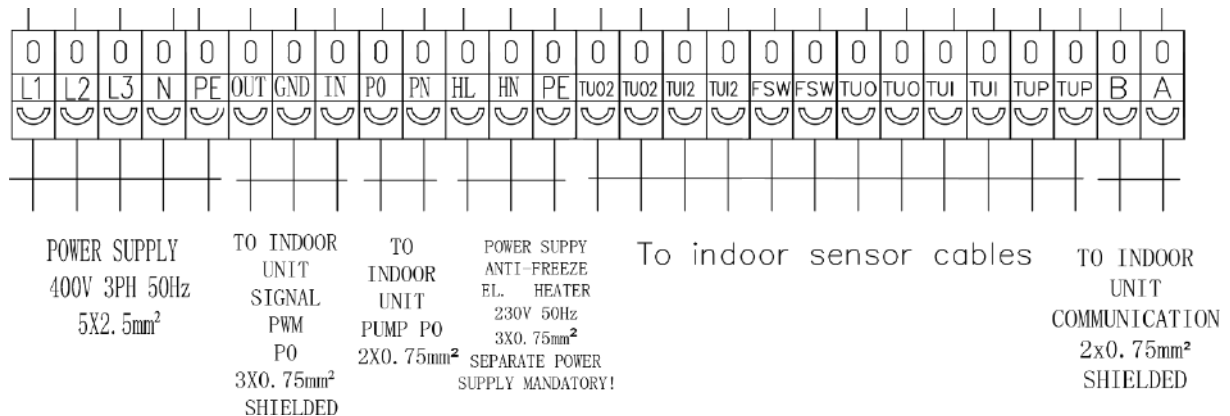 0 0 0 0 0 0 0 0 0 0 0 0 0 0 0 0 0 0 0 0 0 0 0 0 0 0 0
L1 L2 L3 N PE OUT GND IN PO PN HL HN PE TUO2 TUO2 TUI2 TUI2 FSW FSW TUO TUO TUI TUI TUP TUP B A
POWER SUPPLY
400V 3PH 50Hz
5X2.5mm²
TO INDOOR
UNIT
SIGNAL
PWM
PO
3X0.75mm²
SHIELDED
TO
INDOOR
UNIT
PUMP PO
2X0.75mm²
POWER SUPPY
ANTI-FREEZE
EL. HEATER
230V 50Hz
3X0.75mm²
SEPARATE POWER
SUPPLY MANDATORY!
To indoor sensor cables
TO INDOOR
UNIT
COMMUNICATION
2x0.75mm²
SHIELDED